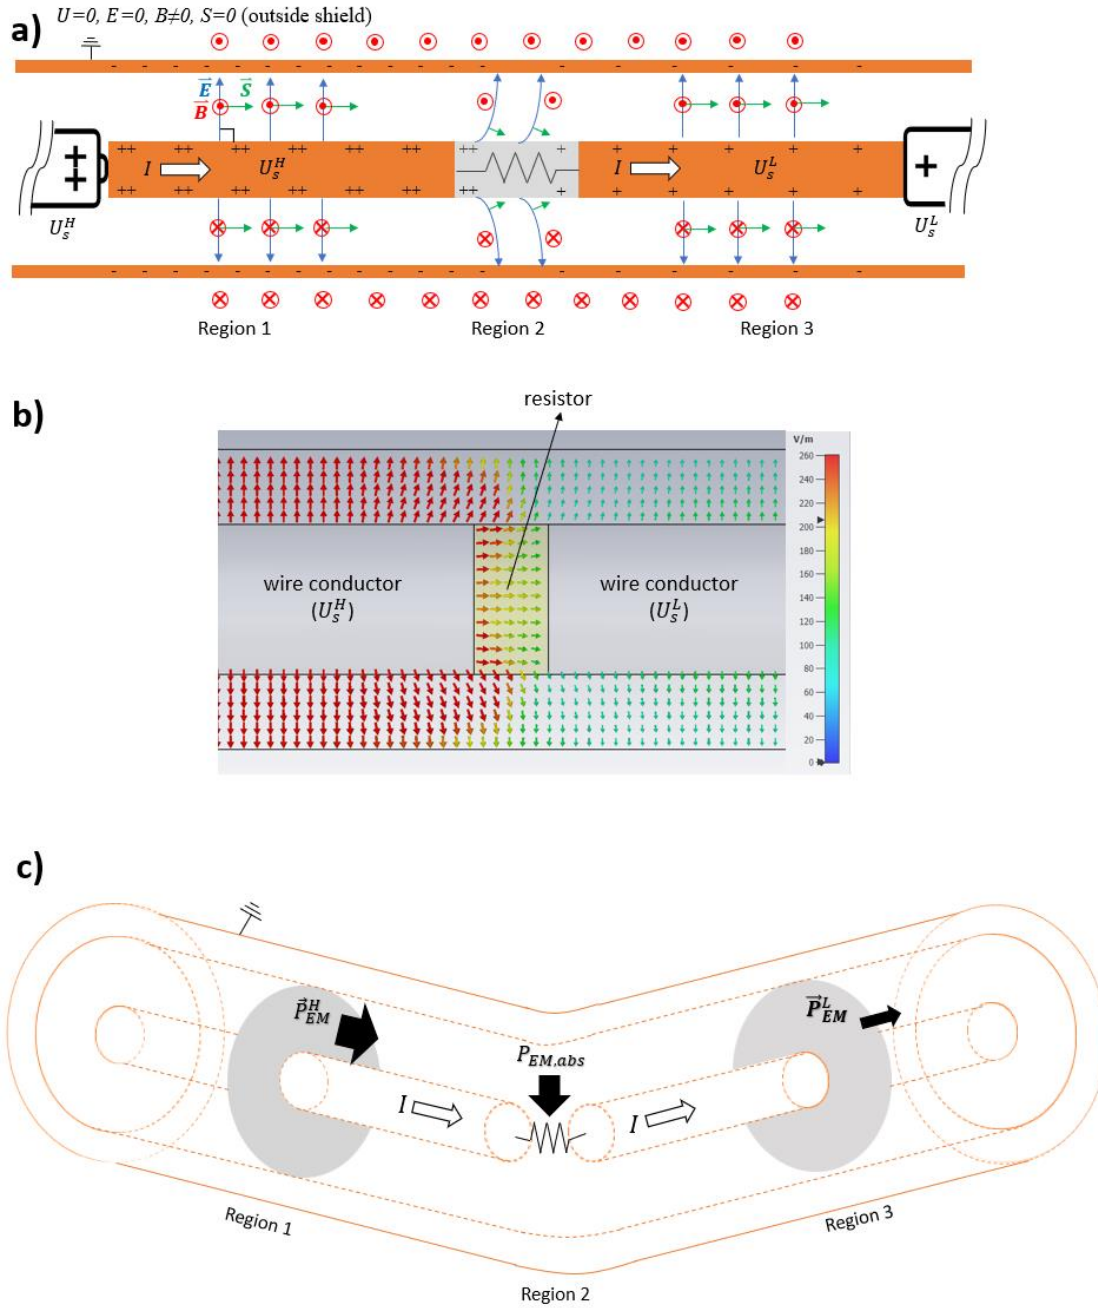 a)
U=0, E=0, B≠0, S=0 (outside shield)
E⃗ S⃗
B⃗
I U_s^H I U_s^L
U_s^H U_s^L
Region 1 Region 2 Region 3
b)
resistor
V/m
260
240
220
200
180
160
140
120
100
80
60
40
20
0
wire conductor
(U_s^H)
wire conductor
(U_s^L)
c)
P⃗_EM^H
P⃗_EM^L
P_EM,abs
I I
Region 1
Region 3
Region 2